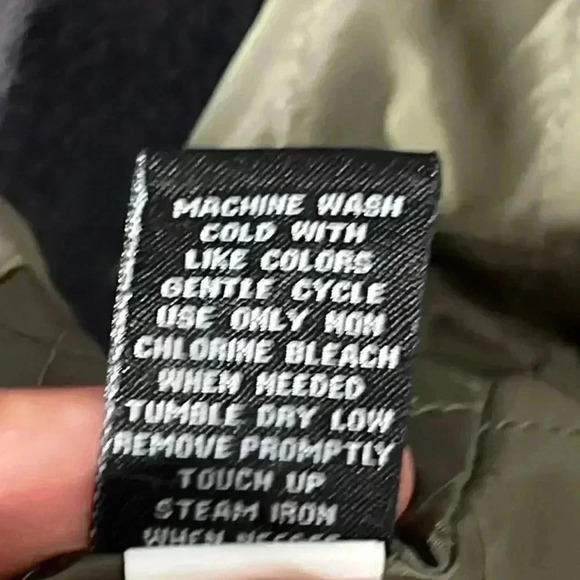 MACHINE WASH
COLD WITH
LIKE COLORS
GENTLE CYCLE
USE ONLY NON
CHLORINE BLEACH
WHEN NEEDED
TUMBLE DRY LOW
REMOVE PROMPTLY
TOUCH UP
STEAM IRON
WHEN